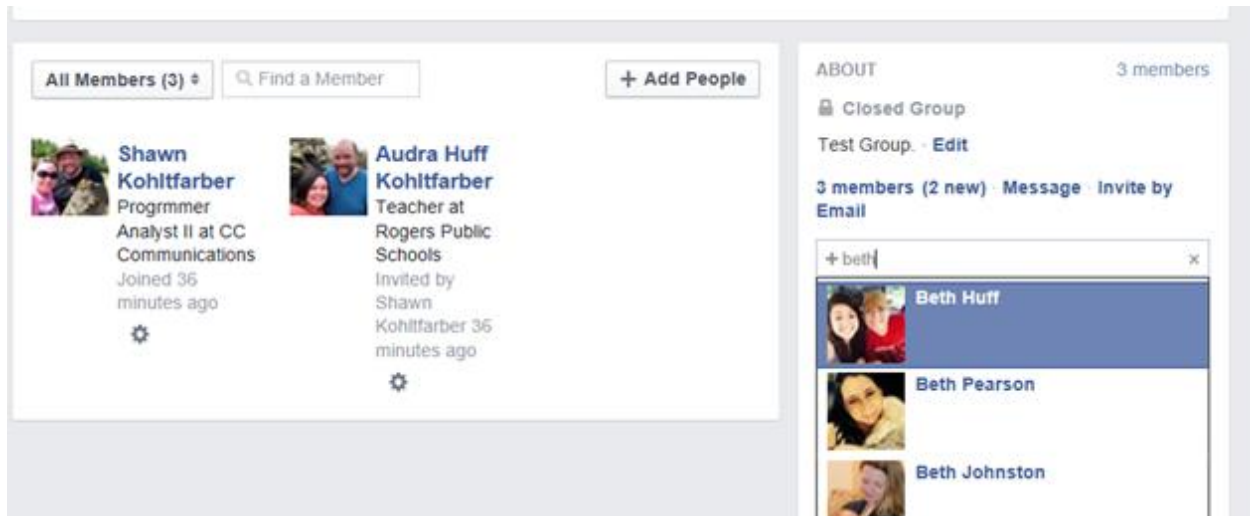 All Members (3)
Find a Member
+ Add People
Shawn
Kohltfarber
Progrmmer
Analyst II at CC
Communications
Joined 36
minutes ago
Audra Huff
Kohltfarber
Teacher at
Rogers Public
Schools
Invited by
Shawn
Kohltfarber 36
minutes ago
ABOUT 3 members
Closed Group
Test Group. · Edit
3 members (2 new) · Message · Invite by
Email
+ beth ×
Beth Huff
Beth Pearson
Beth Johnston